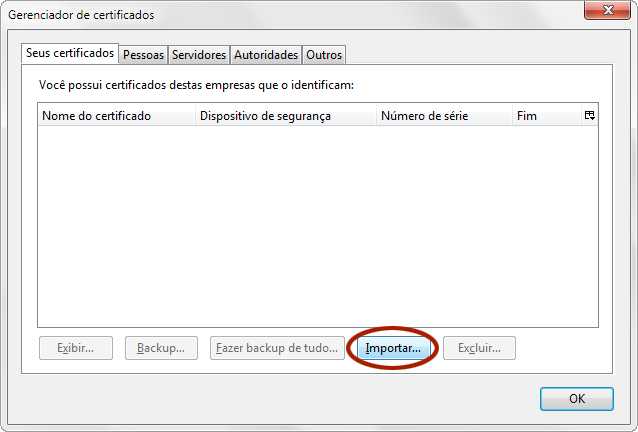 Gerenciador de certificados
Seus certificados Pessoas Servidores Autoridades Outros
Você possui certificados destas empresas que o identificam:
Nome do certificado Dispositivo de segurança Número de série Fim
Exibir... Backup... Fazer backup de tudo... Importar... Excluir...
OK